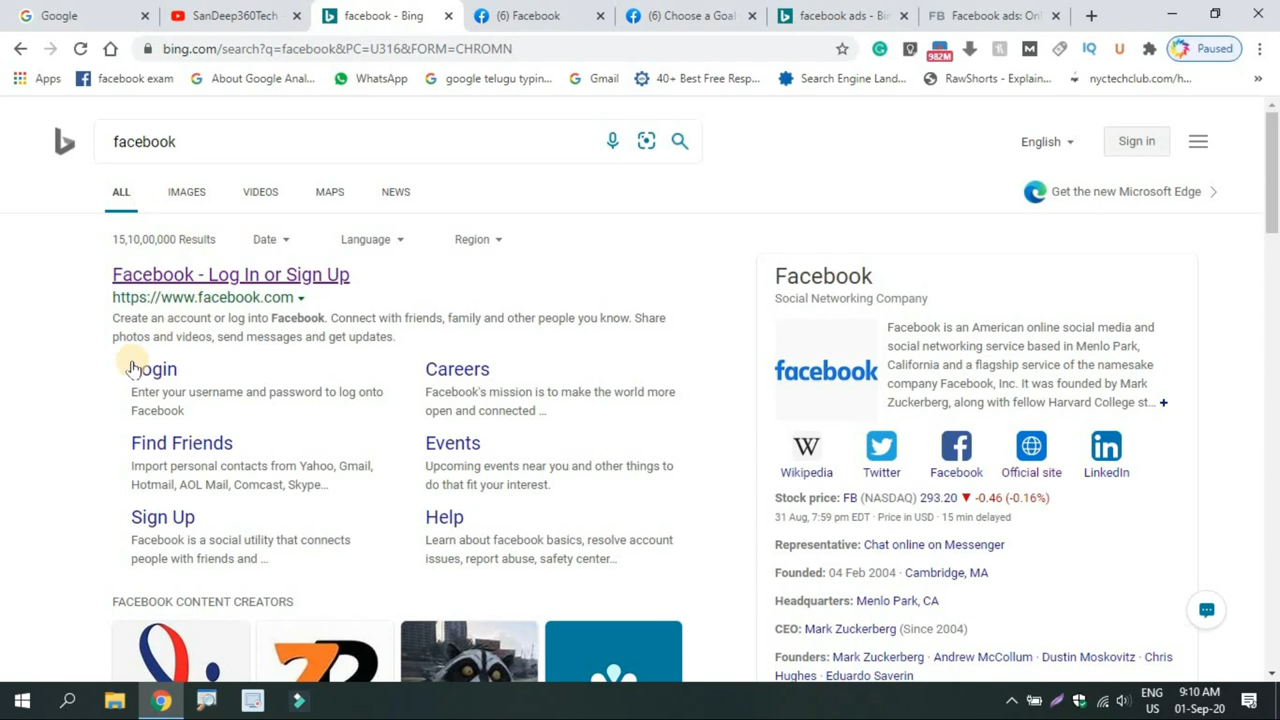 Google
SanDeep360Tech -
facebook - Bing
(6) Facebook
(6) Choose a Goal
facebook ads - Bin
FB Facebook ads: Onl
bing.com/search?q=facebook&PC=U316&FORM=CHROMN
982M
M
IQ
U
Paused
Apps
facebook exam
About Google Anal...
WhatsApp
google telugu typin...
Gmail
40+ Best Free Resp...
Search Engine Land...
RawShorts - Explain...
nyctechclub.com/h...
facebook
English
Sign in
ALL
IMAGES
VIDEOS
MAPS
NEWS
Get the new Microsoft Edge
15,10,00,000 Results
Date
Language
Region
Facebook - Log In or Sign Up
https://www.facebook.com
Create an account or log into Facebook. Connect with friends, family and other people you know. Share
photos and videos, send messages and get updates.
Login
Enter your username and password to log onto
Facebook
Careers
Facebook's mission is to make the world more
open and connected ...
Find Friends
Import personal contacts from Yahoo, Gmail,
Hotmail, AOL Mail, Comcast, Skype...
Events
Upcoming events near you and other things to
do that fit your interest.
Sign Up
Facebook is a social utility that connects
people with friends and ...
Help
Learn about facebook basics, resolve account
issues, report abuse, safety center...
FACEBOOK CONTENT CREATORS
Facebook
Social Networking Company
facebook
Facebook is an American online social media and
social networking service based in Menlo Park,
California and a flagship service of the namesake
company Facebook, Inc. It was founded by Mark
Zuckerberg, along with fellow Harvard College st... +
W
Wikipedia
Twitter
Facebook
Official site
LinkedIn
Stock price: FB (NASDAQ) 293.20 ▼ -0.46 (-0.16%)
31 Aug, 7:59 pm EDT · Price in USD · 15 min delayed
Representative: Chat online on Messenger
Founded: 04 Feb 2004 · Cambridge, MA
Headquarters: Menlo Park, CA
CEO: Mark Zuckerberg (Since 2004)
Founders: Mark Zuckerberg · Andrew McCollum · Dustin Moskovitz · Chris
Hughes · Eduardo Saverin
ENG
US
9:10 AM
01-Sep-20